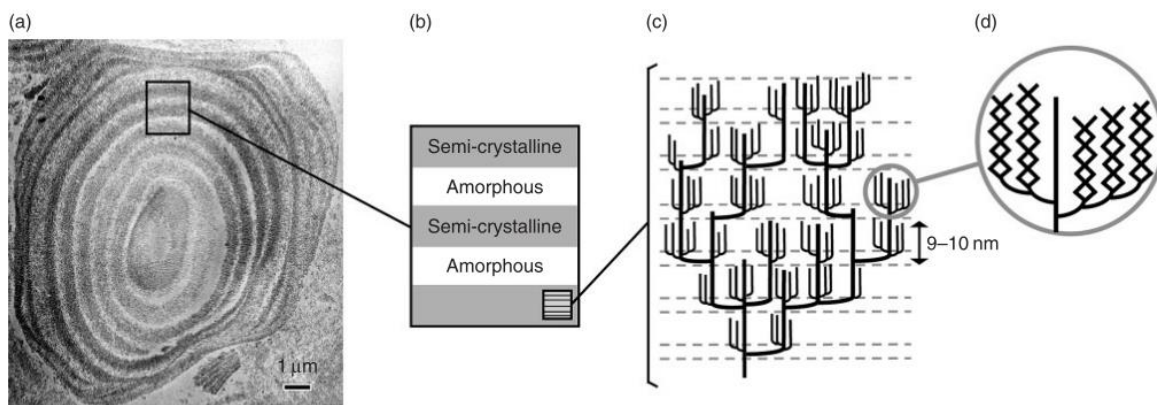 (a)
(b)
(c)
(d)
Semi-crystalline
Amorphous
Semi-crystalline
Amorphous
9–10 nm
1 μm